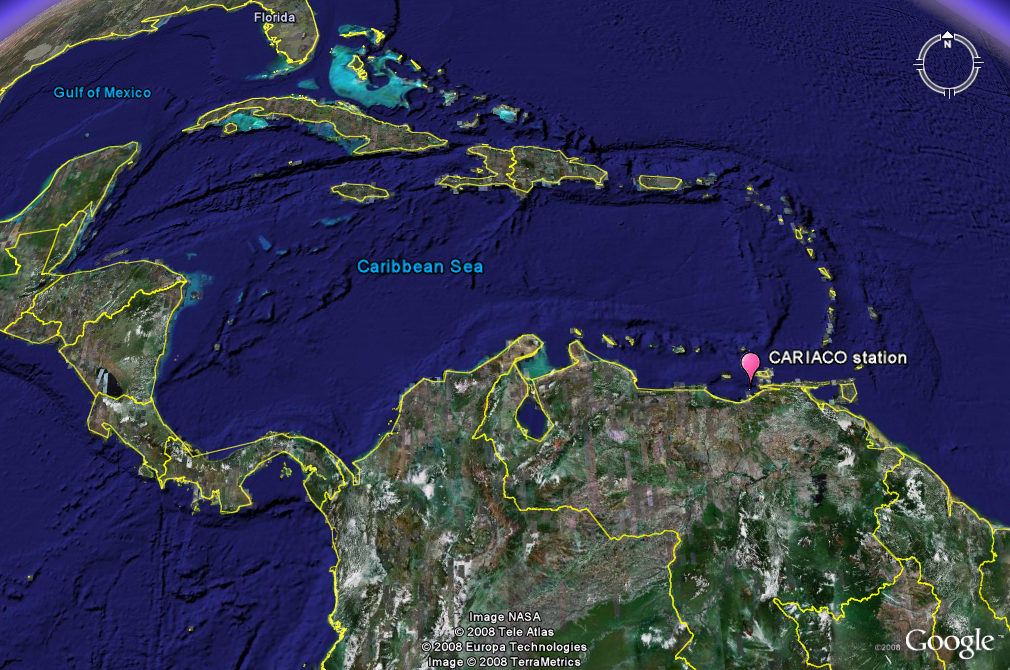 Florida
N
Gulf of Mexico
Caribbean Sea
CARIACO station
Image NASA
© 2008 Tele Atlas
© 2008 Europa Technologies
Image © 2008 TerraMetrics
©2008 Google™